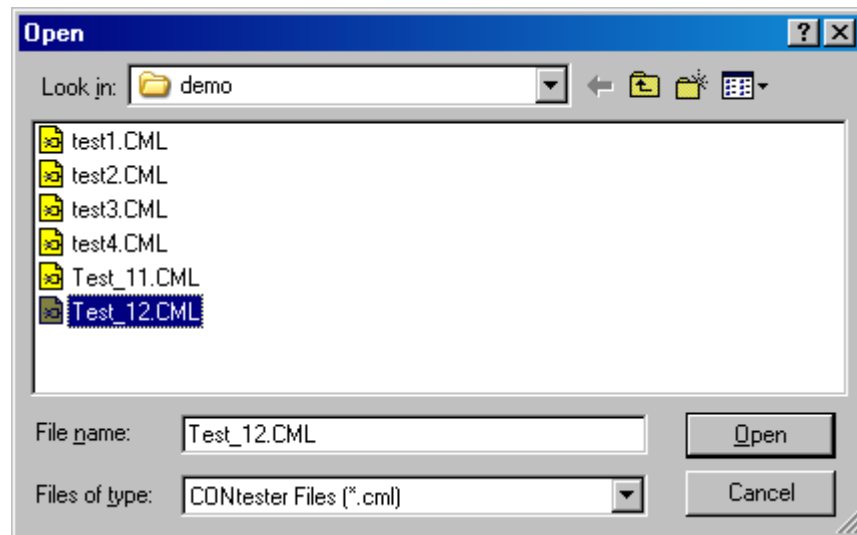 Open
Look in: demo
test1.CML
test2.CML
test3.CML
test4.CML
Test_11.CML
Test_12.CML
File name: Test_12.CML Open
Files of type: CONtester Files (*.cml) Cancel